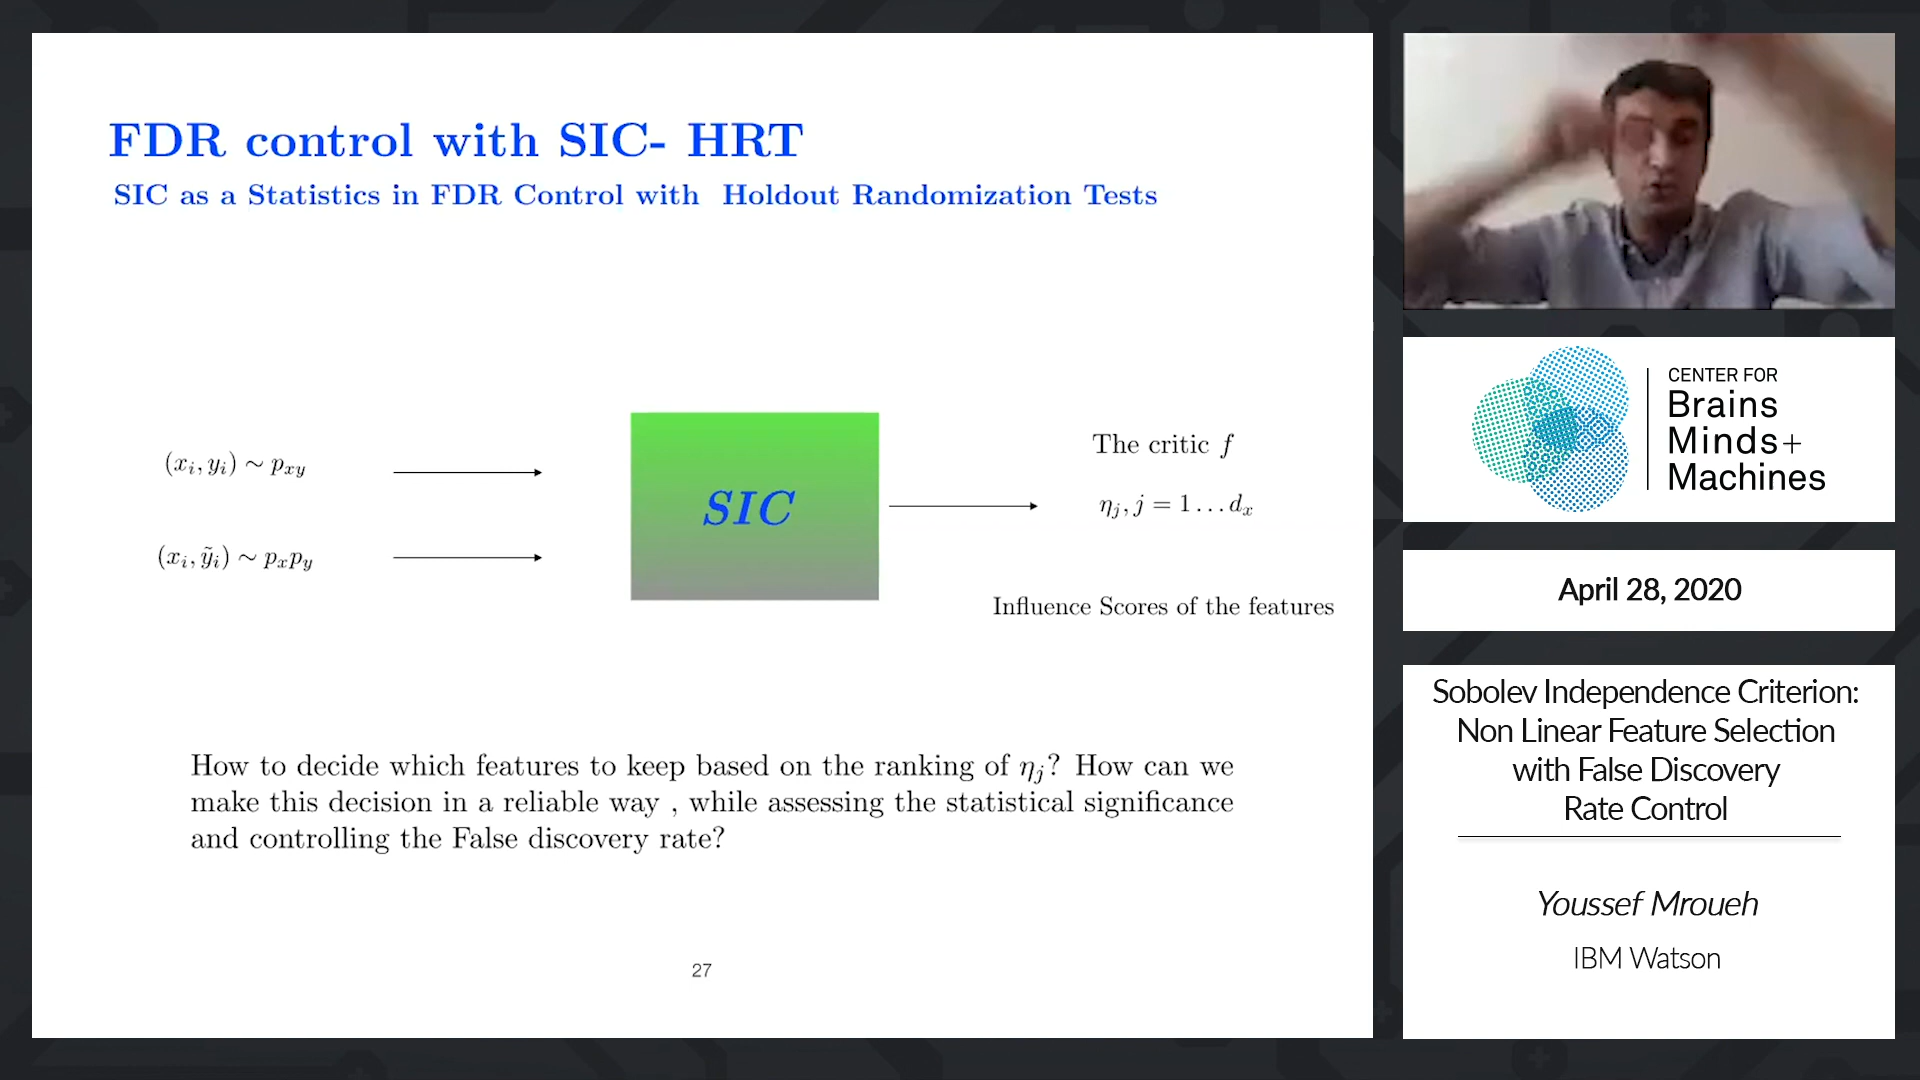 FDR control with SIC- HRT
SIC as a Statistics in FDR Control with Holdout Randomization Tests
(xᵢ, yᵢ) ∼ pₓᵧ
(xᵢ, ỹᵢ) ∼ pₓpᵧ
SIC
The critic f
ηⱼ, j = 1 . . . dₓ
Influence Scores of the features
How to decide which features to keep based on the ranking of ηⱼ? How can we
make this decision in a reliable way , while assessing the statistical significance
and controlling the False discovery rate?
27
CENTER FOR
Brains
Minds+
Machines
April 28, 2020
Sobolev Independence Criterion:
Non Linear Feature Selection
with False Discovery
Rate Control
Youssef Mroueh
IBM Watson